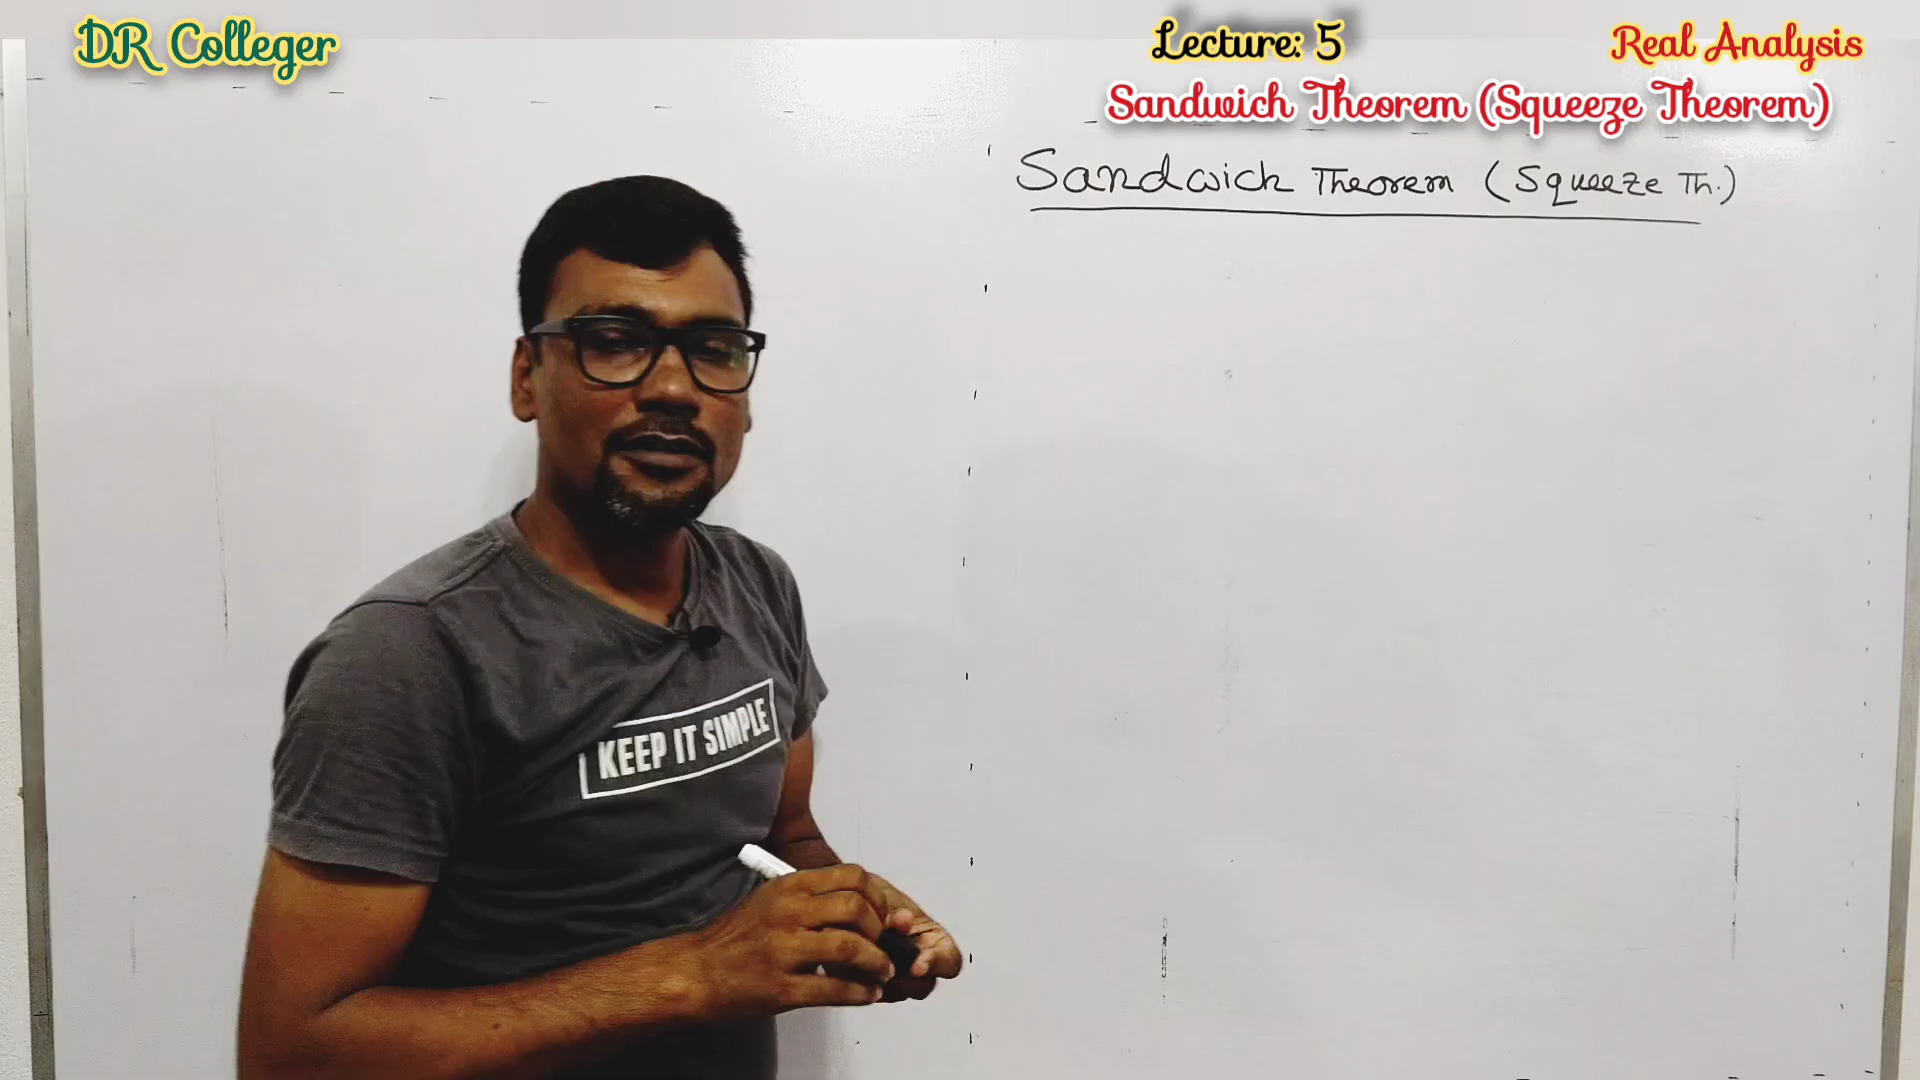 DR Colleger
Lecture: 5
Real Analysis
Sandwich Theorem (Squeeze Theorem)
Sandwich Theorem (Squeeze Th.)
KEEP IT SIMPLE